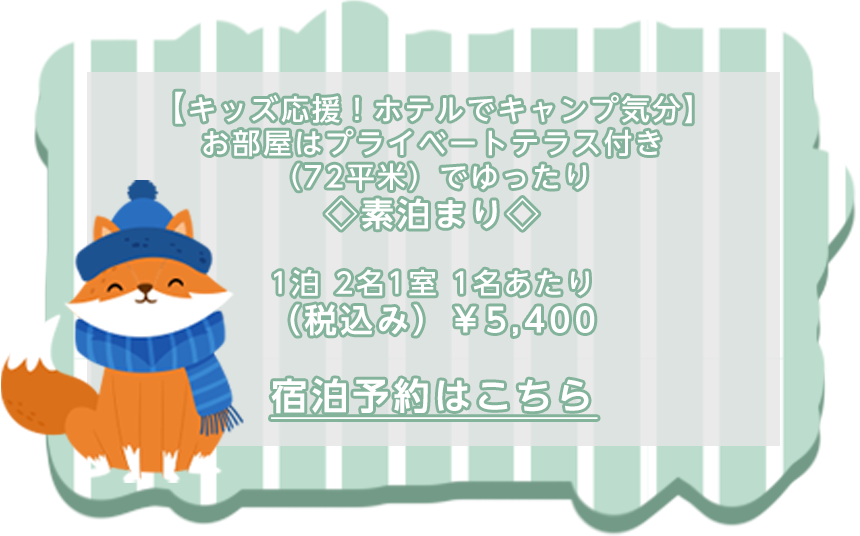 【キッズ応援！ホテルでキャンプ気分】
お部屋はプライベートテラス付き
（72平米）でゆったり
◇素泊まり◇
1泊 2名1室 1名あたり
（税込み）￥5,400
宿泊予約はこちら